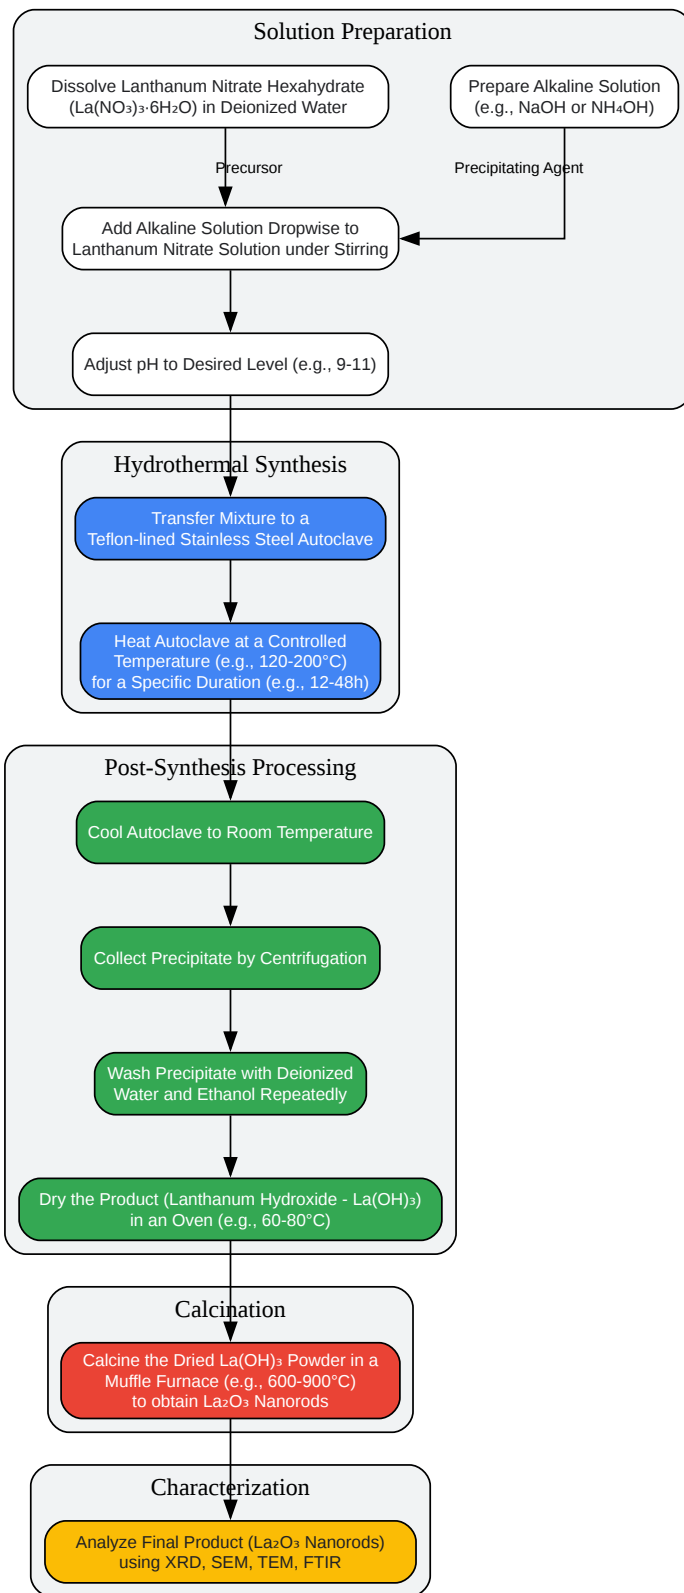 Solution Preparation
Dissolve Lanthanum Nitrate Hexahydrate
(La(NO₃)₃·6H₂O) in Deionized Water
Prepare Alkaline Solution
(e.g., NaOH or NH₄OH)
Precursor
Precipitating Agent
Add Alkaline Solution Dropwise to
Lanthanum Nitrate Solution under Stirring
Adjust pH to Desired Level (e.g., 9-11)
Hydrothermal Synthesis
Transfer Mixture to a
Teflon-lined Stainless Steel Autoclave
Heat Autoclave at a Controlled
Temperature (e.g., 120-200°C)
for a Specific Duration (e.g., 12-48h)
Post-Synthesis Processing
Cool Autoclave to Room Temperature
Collect Precipitate by Centrifugation
Wash Precipitate with Deionized
Water and Ethanol Repeatedly
Dry the Product (Lanthanum Hydroxide - La(OH)₃)
in an Oven (e.g., 60-80°C)
Calcination
Calcine the Dried La(OH)₃ Powder in a
Muffle Furnace (e.g., 600-900°C)
to obtain La₂O₃ Nanorods
Characterization
Analyze Final Product (La₂O₃ Nanorods)
using XRD, SEM, TEM, FTIR